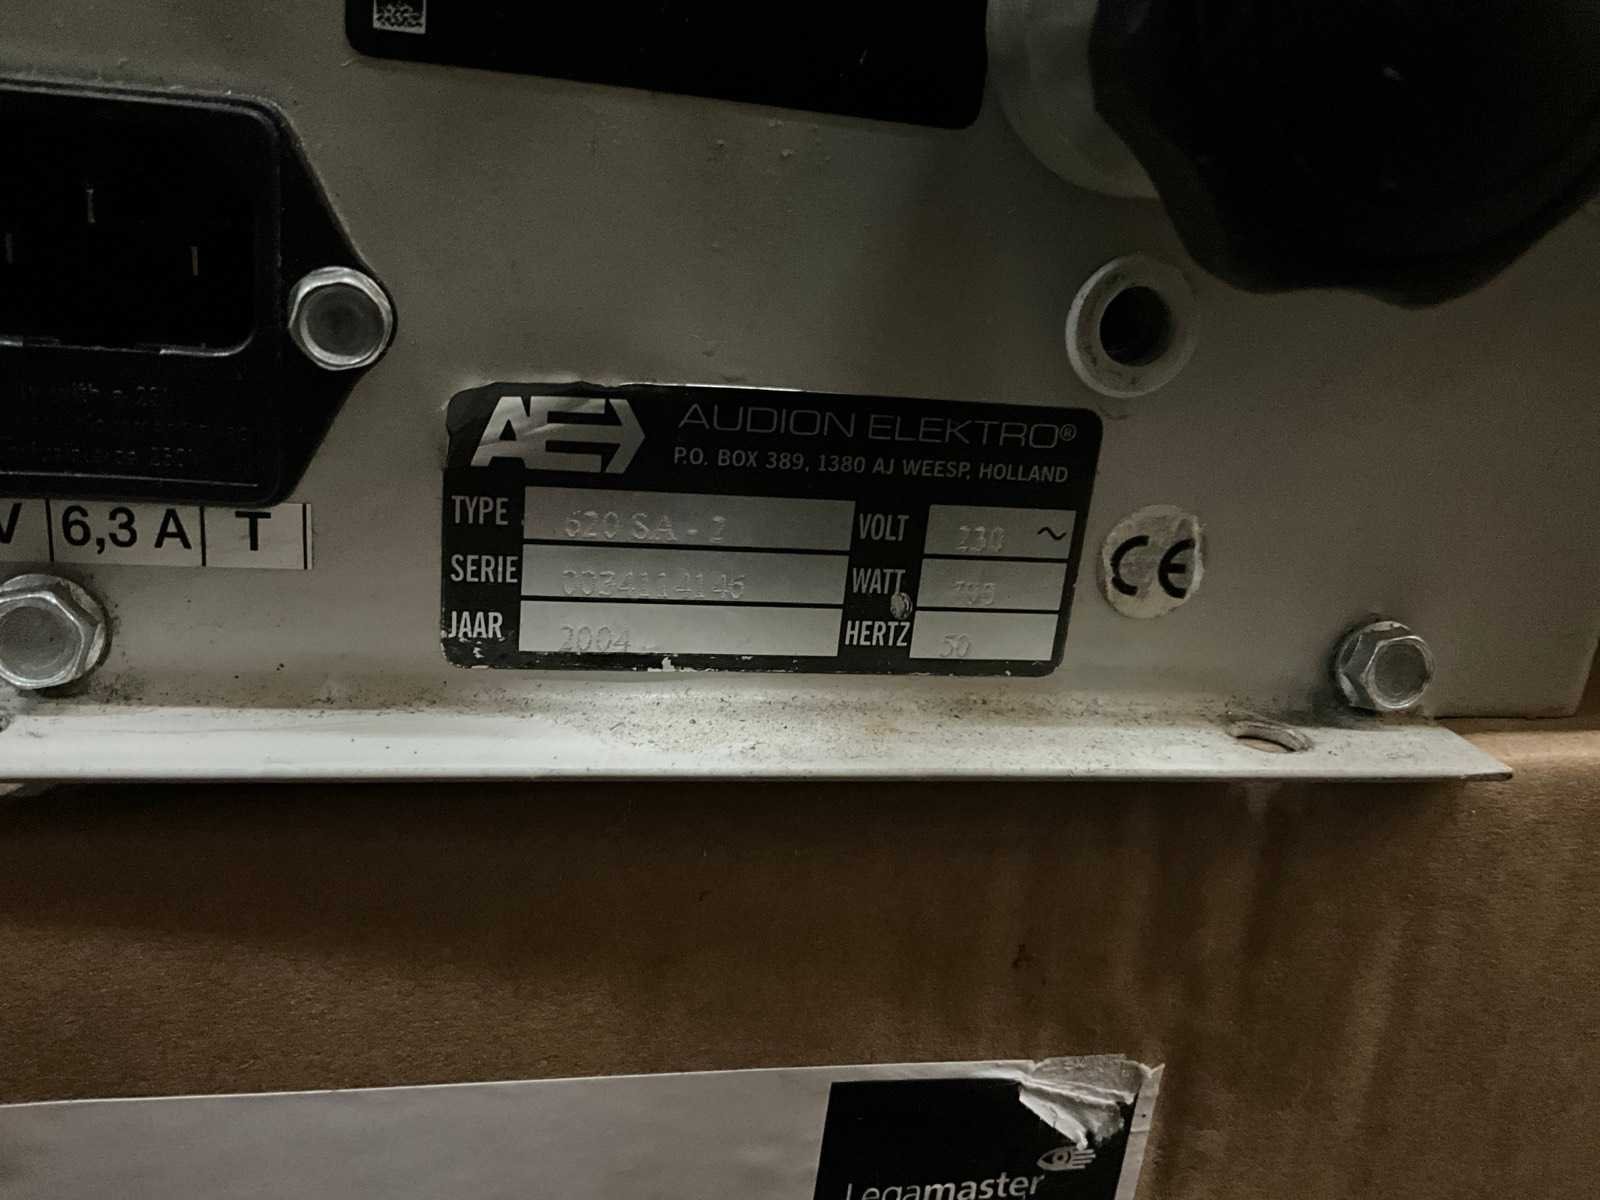 AE AUDION ELEKTRO®
P.O. BOX 389, 1380 AJ WEESP, HOLLAND
TYPE 620 SA - 2 VOLT 230 ~
SERIE 0034114146 WATT
JAAR 2004 HERTZ 50
CE
V 6,3 A T
Legamaster